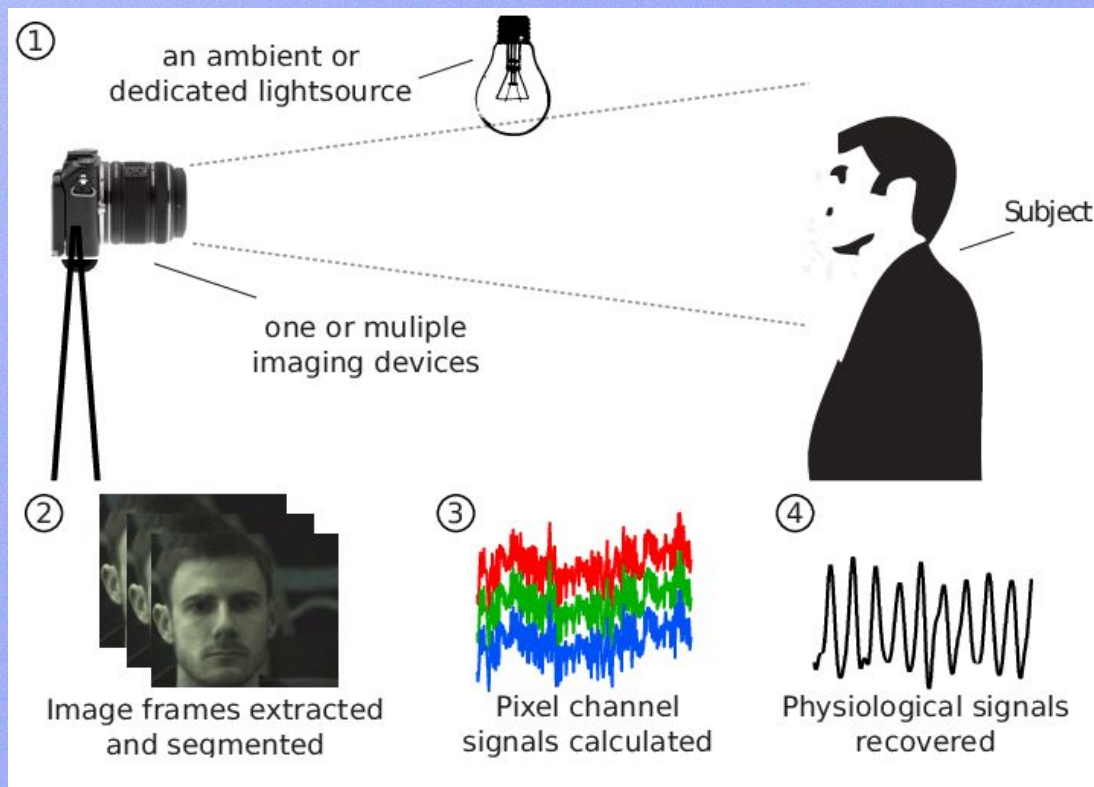 1
an ambient or
dedicated lightsource
Subject
one or muliple
imaging devices
2
Image frames extracted
and segmented
3
Pixel channel
signals calculated
4
Physiological signals
recovered